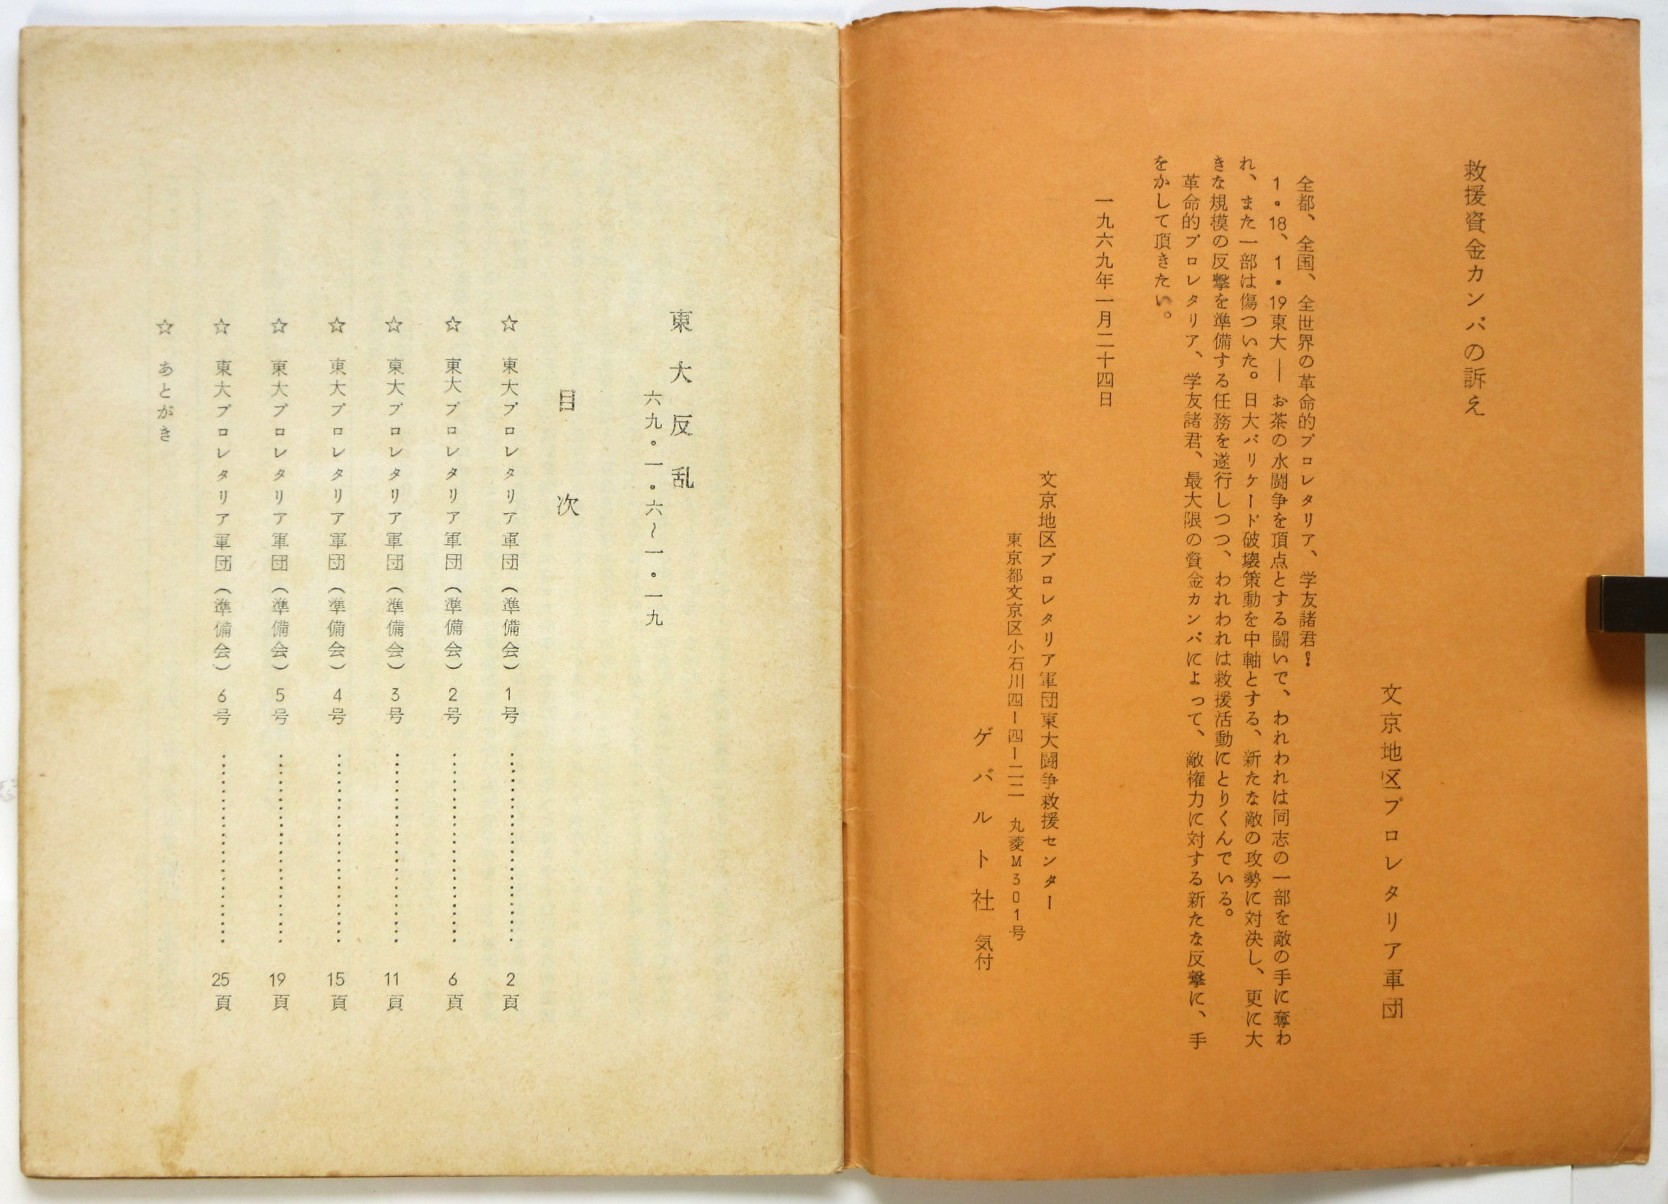 救援資金カンパの訴え
文京地区プロレタリア軍団
全都、全国、全世界の革命的プロレタリア、学友諸君!
1・18、1・19東大――お茶の水闘争を頂点とする闘いで、われわれは同志の一部を敵の手に奪わ
れ、また一部は傷ついた。日大バリケード破壊策動を中軸とする、新たな敵の攻勢に対決し、更に大
きな規模の反撃を準備する任務を遂行しつつ、われわれは救援活動にとりくんでいる。
革命的プロレタリア、学友諸君、最大限の資金カンパによって、敵権力に対する新たな反撃に、手
をかして頂きたい。
一九六九年一月二十四日
文京地区プロレタリア軍団東大闘争救援センター
東京都文京区小石川四ー四ー二二 丸菱M301号
ゲバルト社 気付
東大反乱
六九・一・六～一・一九
目次
☆ 東大プロレタリア軍団(準備会)1号 ……………………… 2頁
☆ 東大プロレタリア軍団(準備会)2号 ……………………… 6頁
☆ 東大プロレタリア軍団(準備会)3号 ……………………… 11頁
☆ 東大プロレタリア軍団(準備会)4号 ……………………… 15頁
☆ 東大プロレタリア軍団(準備会)5号 ……………………… 19頁
☆ 東大プロレタリア軍団(準備会)6号 ……………………… 25頁
☆ あとがき